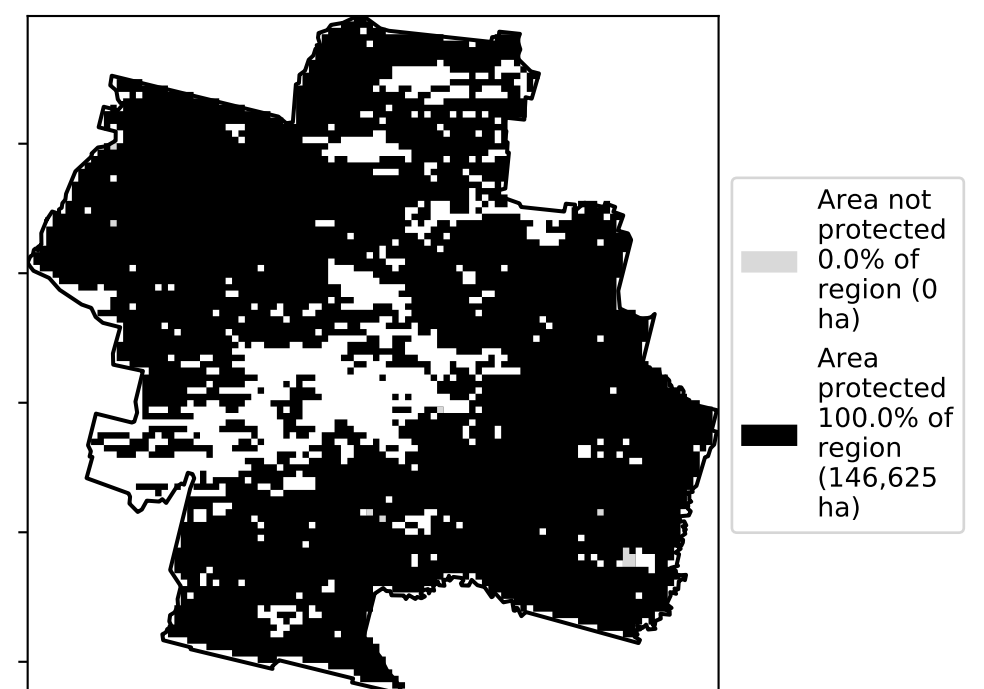 Area not
protected
0.0% of
region (0
ha)
Area
protected
100.0% of
region
(146,625
ha)